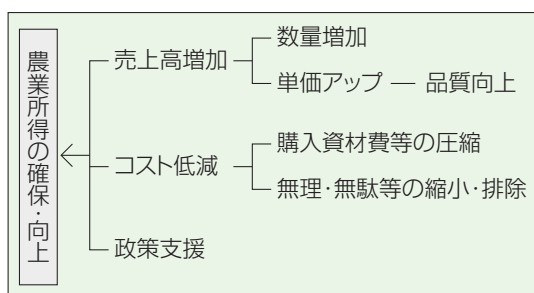 農業所得の確保・向上
売上高増加
数量増加
単価アップ ― 品質向上
コスト低減
購入資材費等の圧縮
無理・無駄等の縮小・排除
政策支援